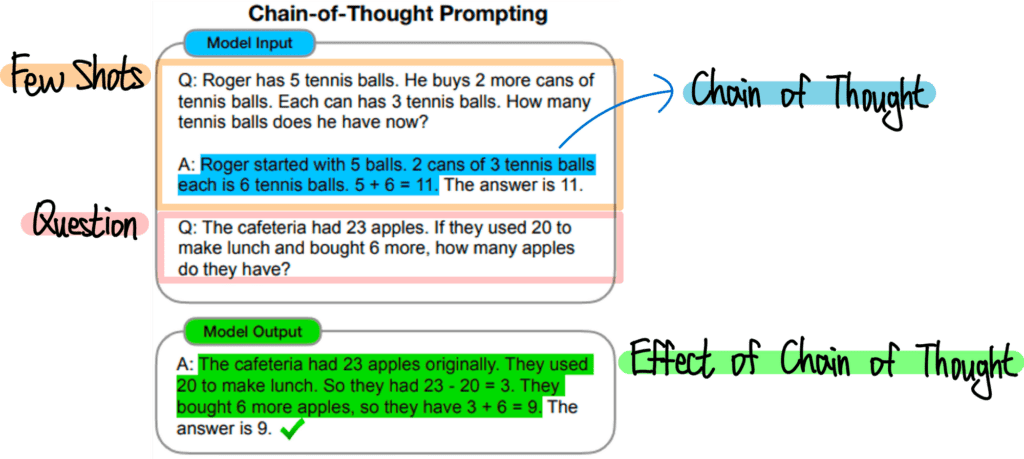 Chain-of-Thought Prompting
Model Input
Few Shots
Q: Roger has 5 tennis balls. He buys 2 more cans of
tennis balls. Each can has 3 tennis balls. How many
tennis balls does he have now?
Chain of Thought
A: Roger started with 5 balls. 2 cans of 3 tennis balls
each is 6 tennis balls. 5 + 6 = 11. The answer is 11.
Question
Q: The cafeteria had 23 apples. If they used 20 to
make lunch and bought 6 more, how many apples
do they have?
Model Output
A: The cafeteria had 23 apples originally. They used
20 to make lunch. So they had 23 - 20 = 3. They
bought 6 more apples, so they have 3 + 6 = 9. The
answer is 9.
Effect of Chain of Thought